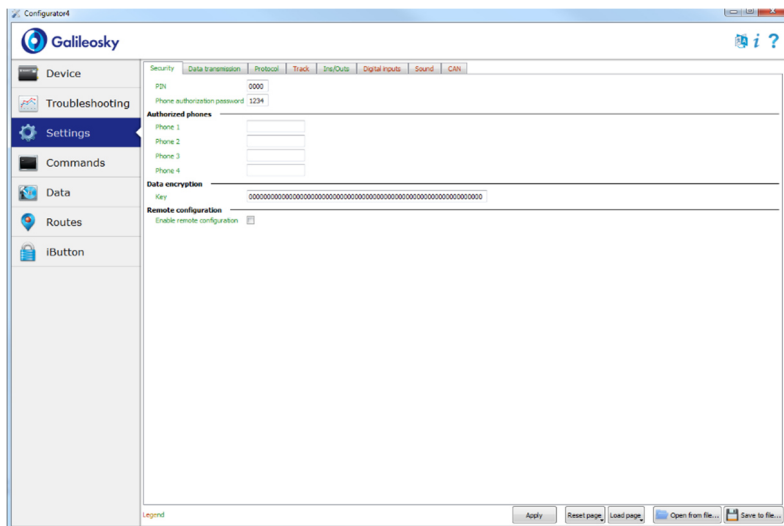 Configurator4
Galileosky
i ?
Device
Troubleshooting
Settings
Commands
Data
Routes
iButton
Security Data transmission Protocol Track Ins/Outs Digital inputs Sound CAN
PIN 0000
Phone authorization password 1234
Authorized phones
Phone 1
Phone 2
Phone 3
Phone 4
Data encryption
Key 0000000000000000000000000000000000000000000000000000000000000000
Remote configuration
Enable remote configuration
Legend Apply Reset page Load page Open from file... Save to file...